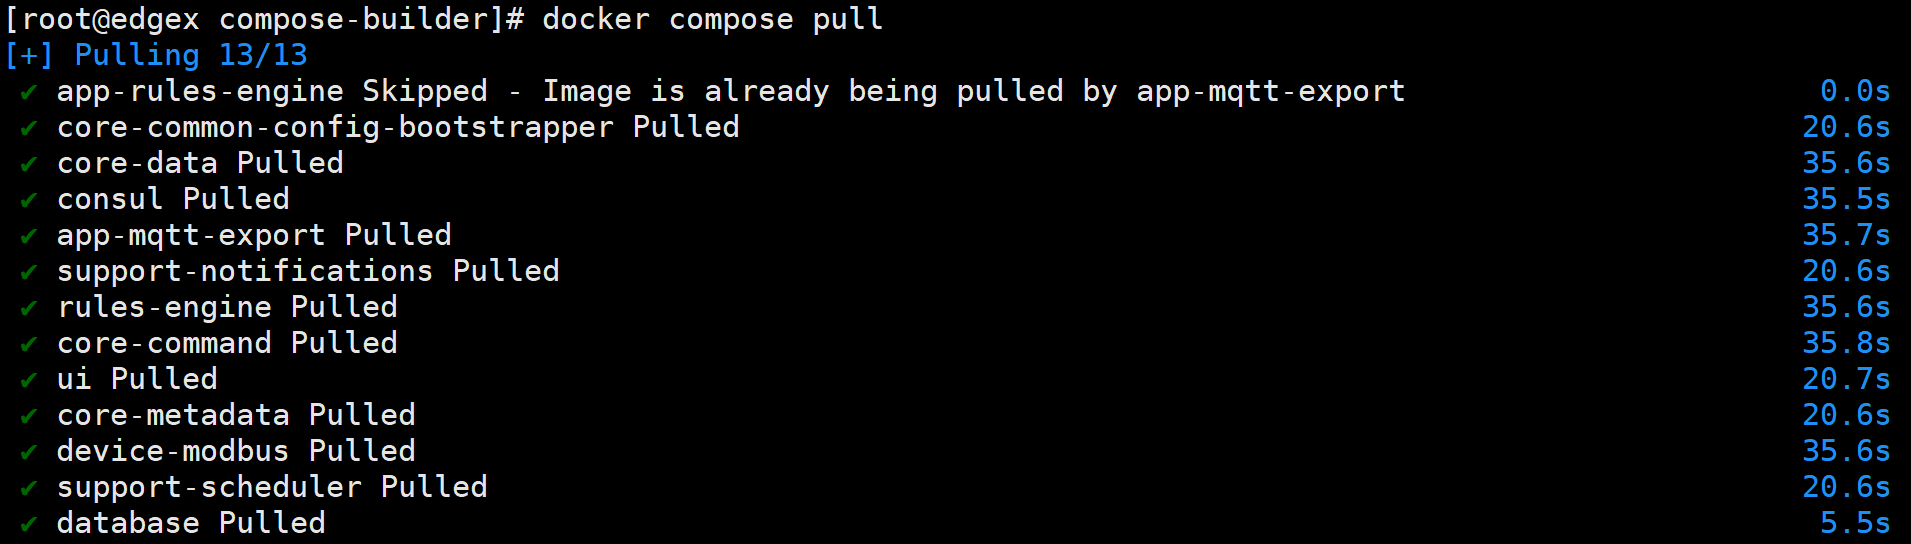 [root@edgex compose-builder]# docker compose pull
[+] Pulling 13/13
✔ app-rules-engine Skipped - Image is already being pulled by app-mqtt-export 0.0s
✔ core-common-config-bootstrapper Pulled 20.6s
✔ core-data Pulled 35.6s
✔ consul Pulled 35.5s
✔ app-mqtt-export Pulled 35.7s
✔ support-notifications Pulled 20.6s
✔ rules-engine Pulled 35.6s
✔ core-command Pulled 35.8s
✔ ui Pulled 20.7s
✔ core-metadata Pulled 20.6s
✔ device-modbus Pulled 35.6s
✔ support-scheduler Pulled 20.6s
✔ database Pulled 5.5s